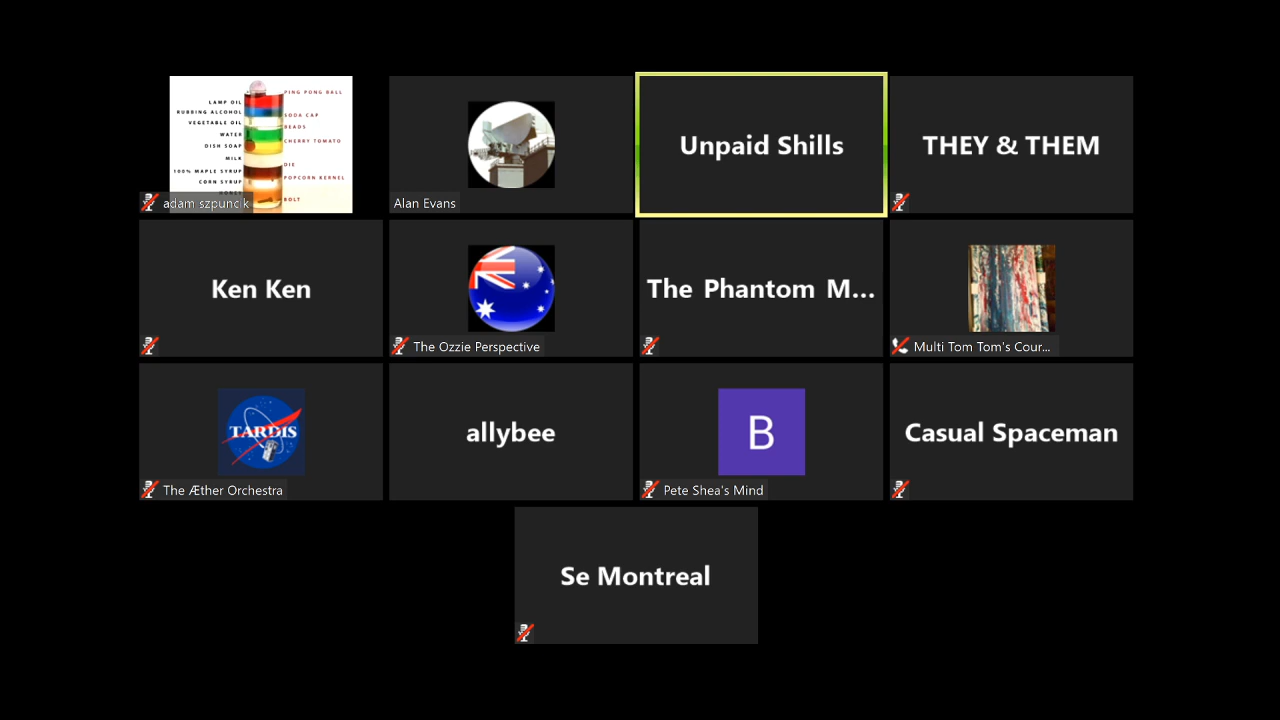 PING PONG BALL
LAMP OIL
RUBBING ALCOHOL
SODA CAP
VEGETABLE OIL
BEADS
WATER
CHERRY TOMATO
DISH SOAP
MILK
DIE
100% MAPLE SYRUP
POPCORN KERNEL
CORN SYRUP
BOLT
adam szpuncik
Alan Evans
Unpaid Shills
THEY & THEM
Ken Ken
The Ozzie Perspective
The Phantom M...
Multi Tom Tom's Cour...
TARDIS
The Æther Orchestra
allybee
B
Pete Shea's Mind
Casual Spaceman
Se Montreal